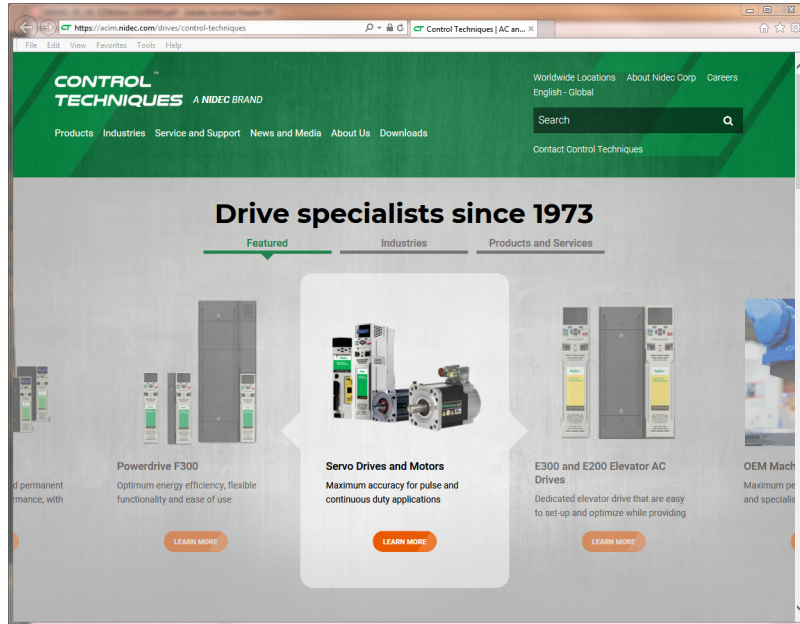 https://acim.nidec.com/drives/control-techniques
Control Techniques | AC an...
File Edit View Favorites Tools Help
CONTROL™
TECHNIQUES A NIDEC BRAND
Worldwide Locations About Nidec Corp Careers
English - Global
Search
Products Industries Service and Support News and Media About Us Downloads
Contact Control Techniques
Drive specialists since 1973
Featured Industries Products and Services
d permanent
rmance, with
Powerdrive F300
Optimum energy efficiency, flexible
functionality and ease of use
LEARN MORE
Servo Drives and Motors
Maximum accuracy for pulse and
continuous duty applications
LEARN MORE
E300 and E200 Elevator AC
Drives
Dedicated elevator drive that are easy
to set-up and optimize while providing
LEARN MORE
OEM Mach
Maximum pe
and specialis